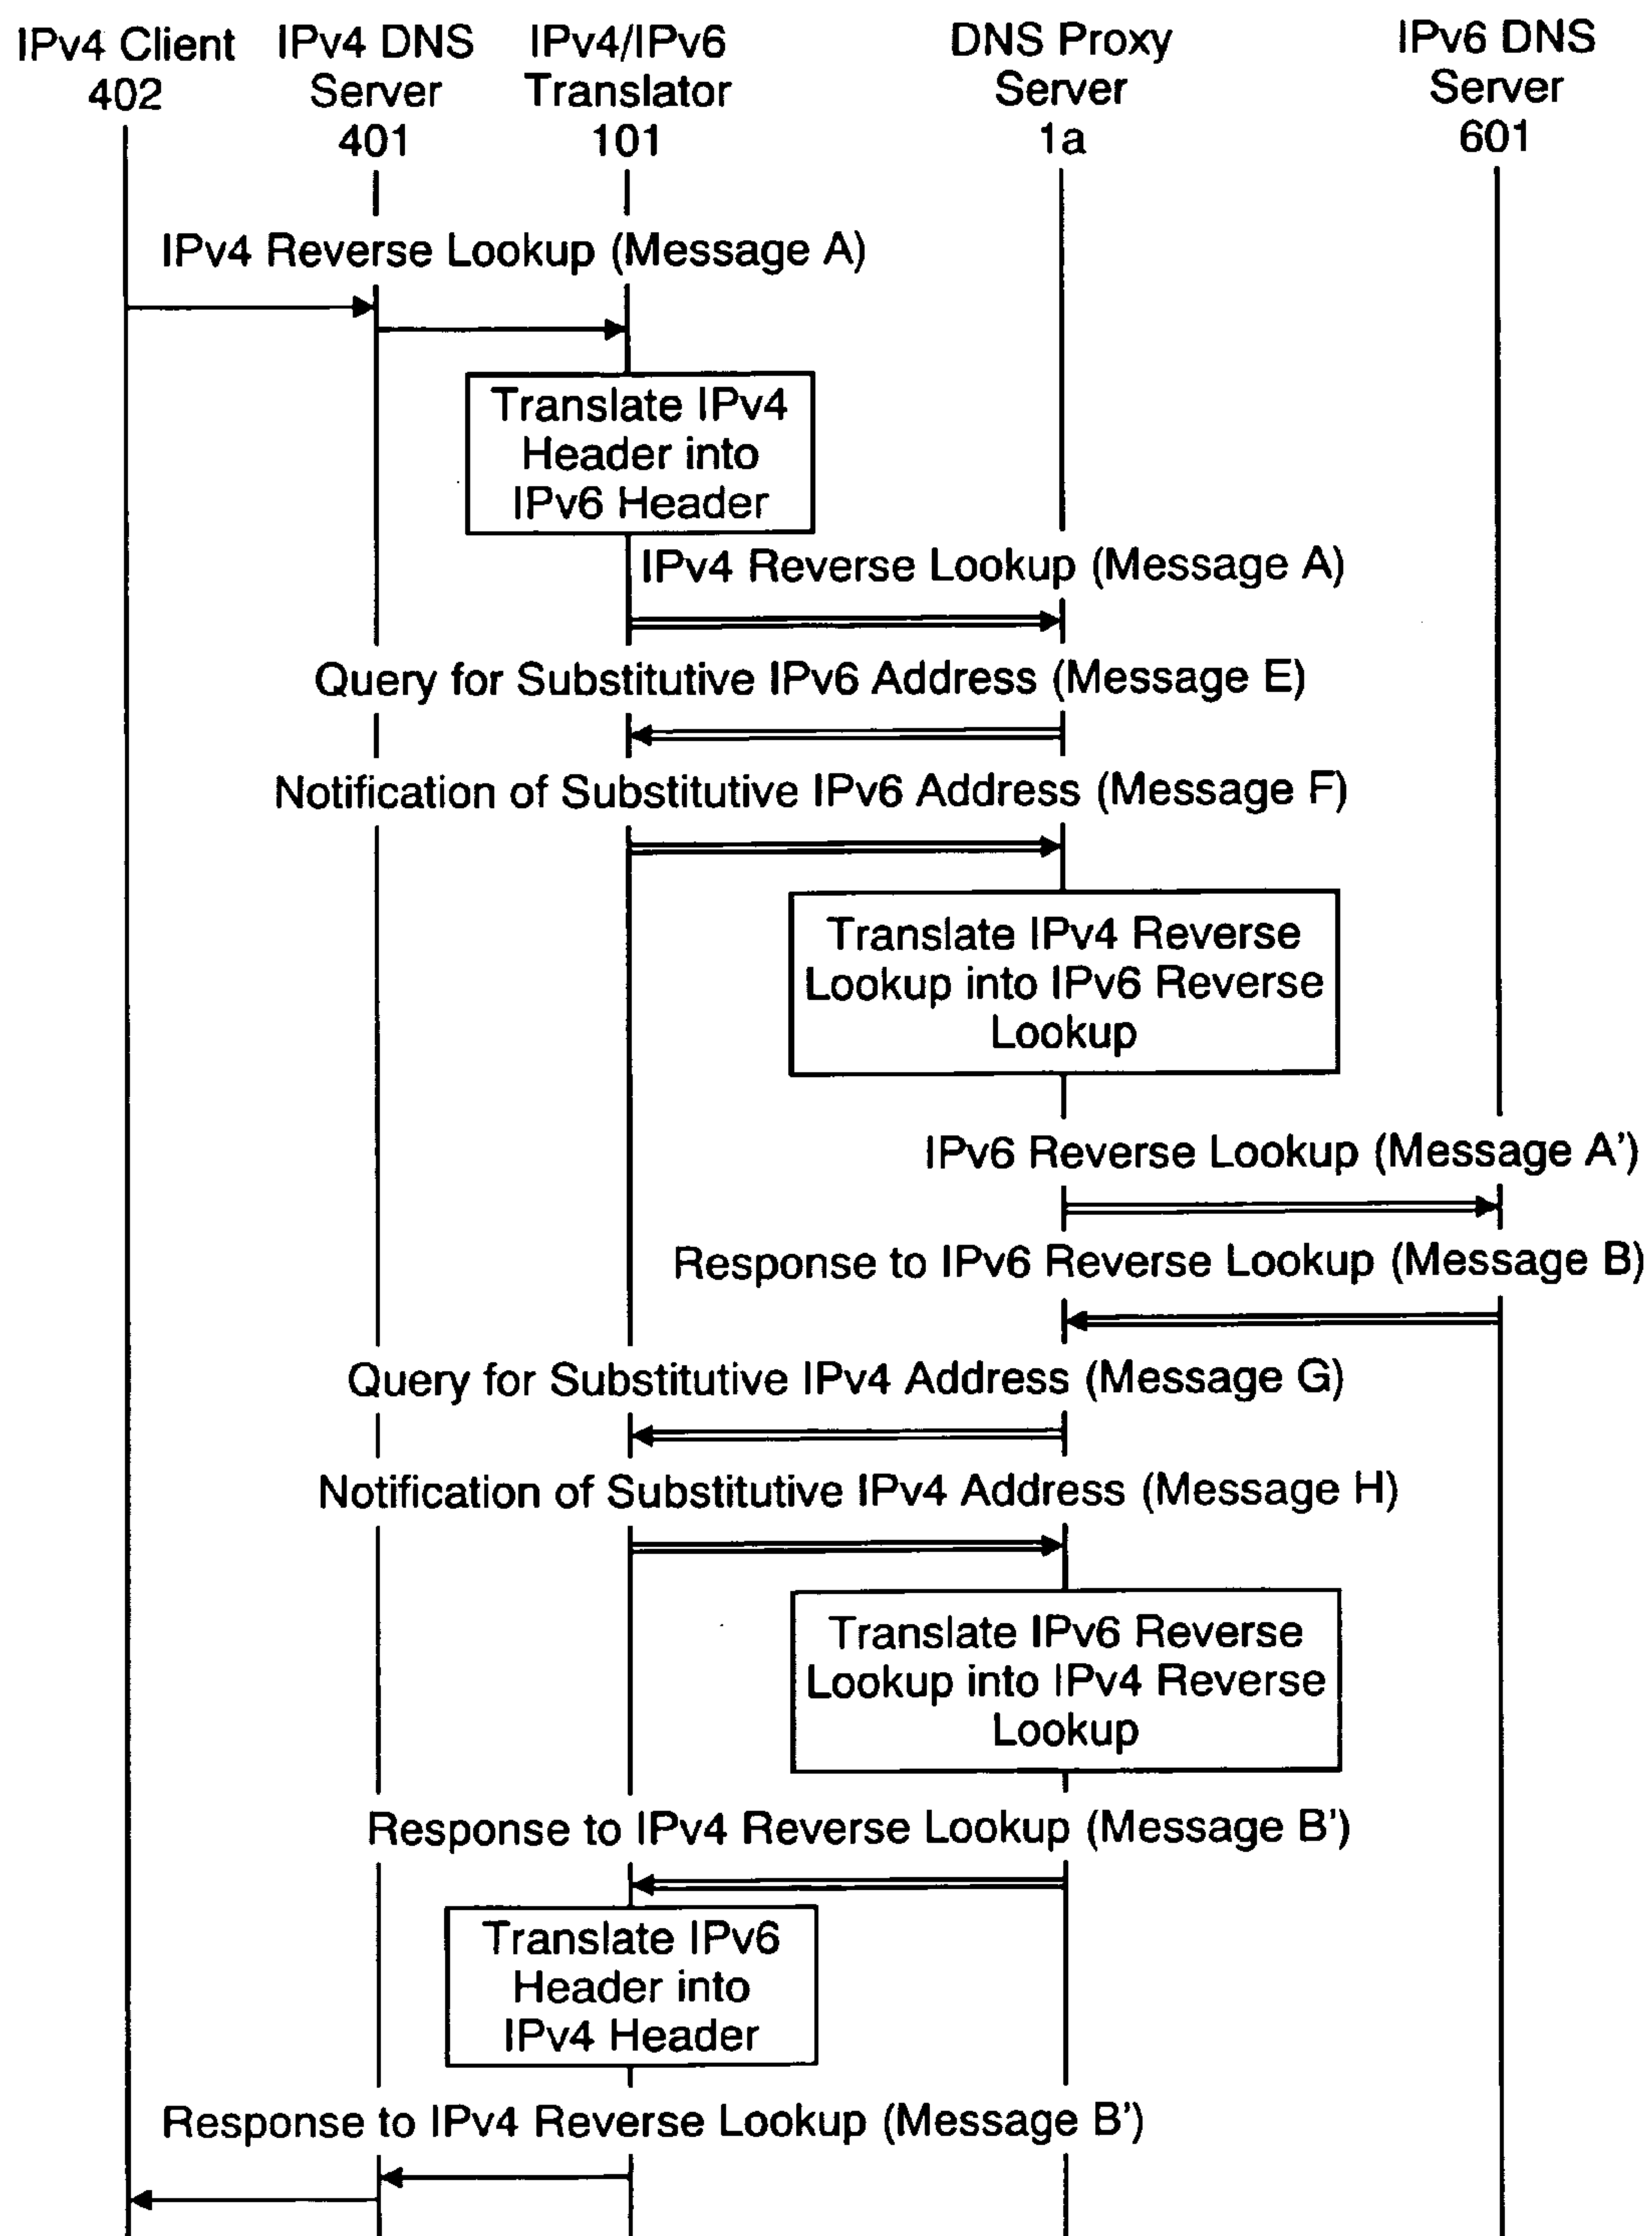 IPv4 Client
402
IPv4 DNS
Server
401
IPv4/IPv6
Translator
101
DNS Proxy
Server
1a
IPv6 DNS
Server
601
IPv4 Reverse Lookup (Message A)
Translate IPv4
Header into
IPv6 Header
IPv4 Reverse Lookup (Message A)
Query for Substitutive IPv6 Address (Message E)
Notification of Substitutive IPv6 Address (Message F)
Translate IPv4 Reverse
Lookup into IPv6 Reverse
Lookup
IPv6 Reverse Lookup (Message A')
Response to IPv6 Reverse Lookup (Message B)
Query for Substitutive IPv4 Address (Message G)
Notification of Substitutive IPv4 Address (Message H)
Translate IPv6 Reverse
Lookup into IPv4 Reverse
Lookup
Response to IPv4 Reverse Lookup (Message B')
Translate IPv6
Header into
IPv4 Header
Response to IPv4 Reverse Lookup (Message B')